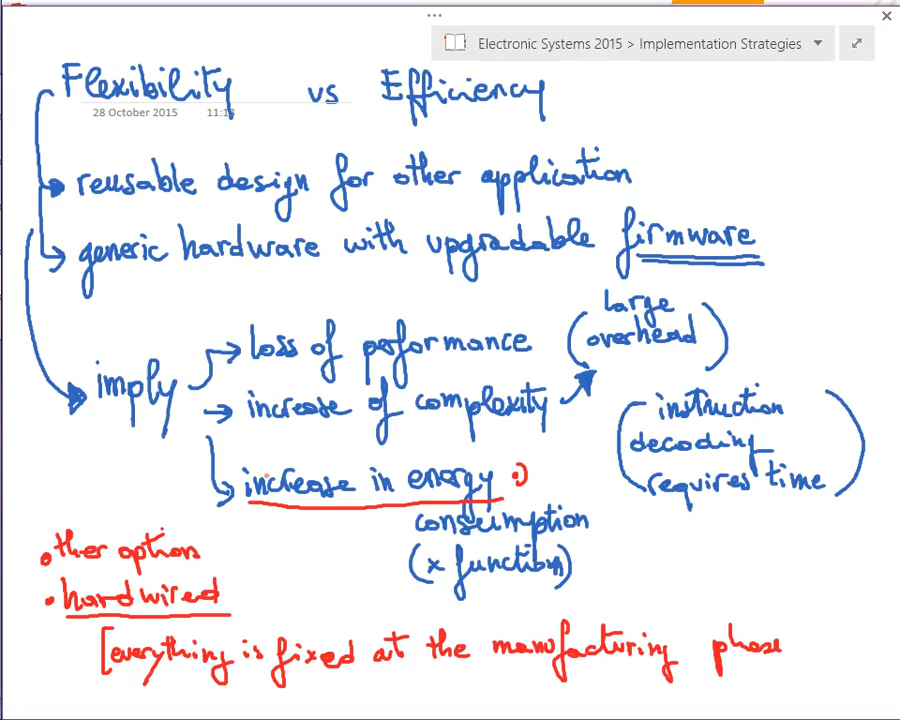 Electronic Systems 2015 > Implementation Strategies
Flexibility vs Efficiency
28 October 2015 11:13
reusable design for other application
generic hardware with upgradable firmware
large
overhead
imply
loss of performance
increase of complexity
instruction
decoding
requires time
increase in energy
consumption
(x function)
other option
hardwired
[everything is fixed at the manufacturing phase